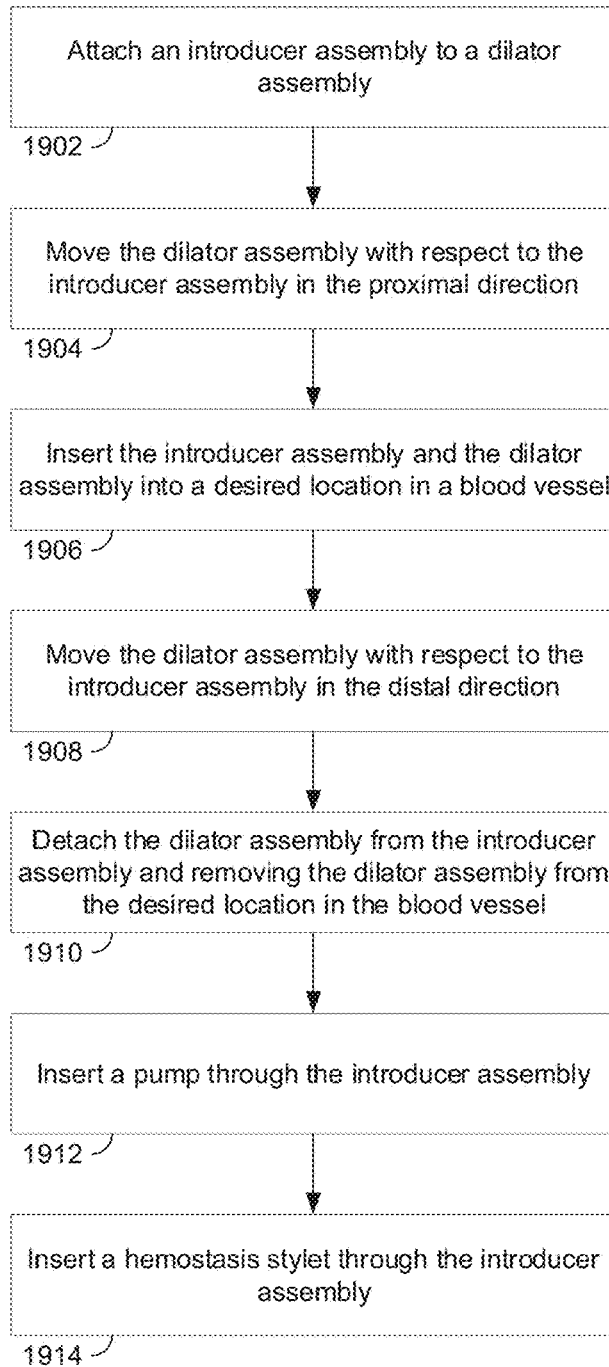 Attach an introducer assembly to a dilator
assembly
1902
Move the dilator assembly with respect to the
introducer assembly in the proximal direction
1904
Insert the introducer assembly and the dilator
assembly into a desired location in a blood vessel
1906
Move the dilator assembly with respect to the
introducer assembly in the distal direction
1908
Detach the dilator assembly from the introducer
assembly and removing the dilator assembly from
the desired location in the blood vessel
1910
Insert a pump through the introducer assembly
1912
Insert a hemostasis stylet through the introducer
assembly
1914